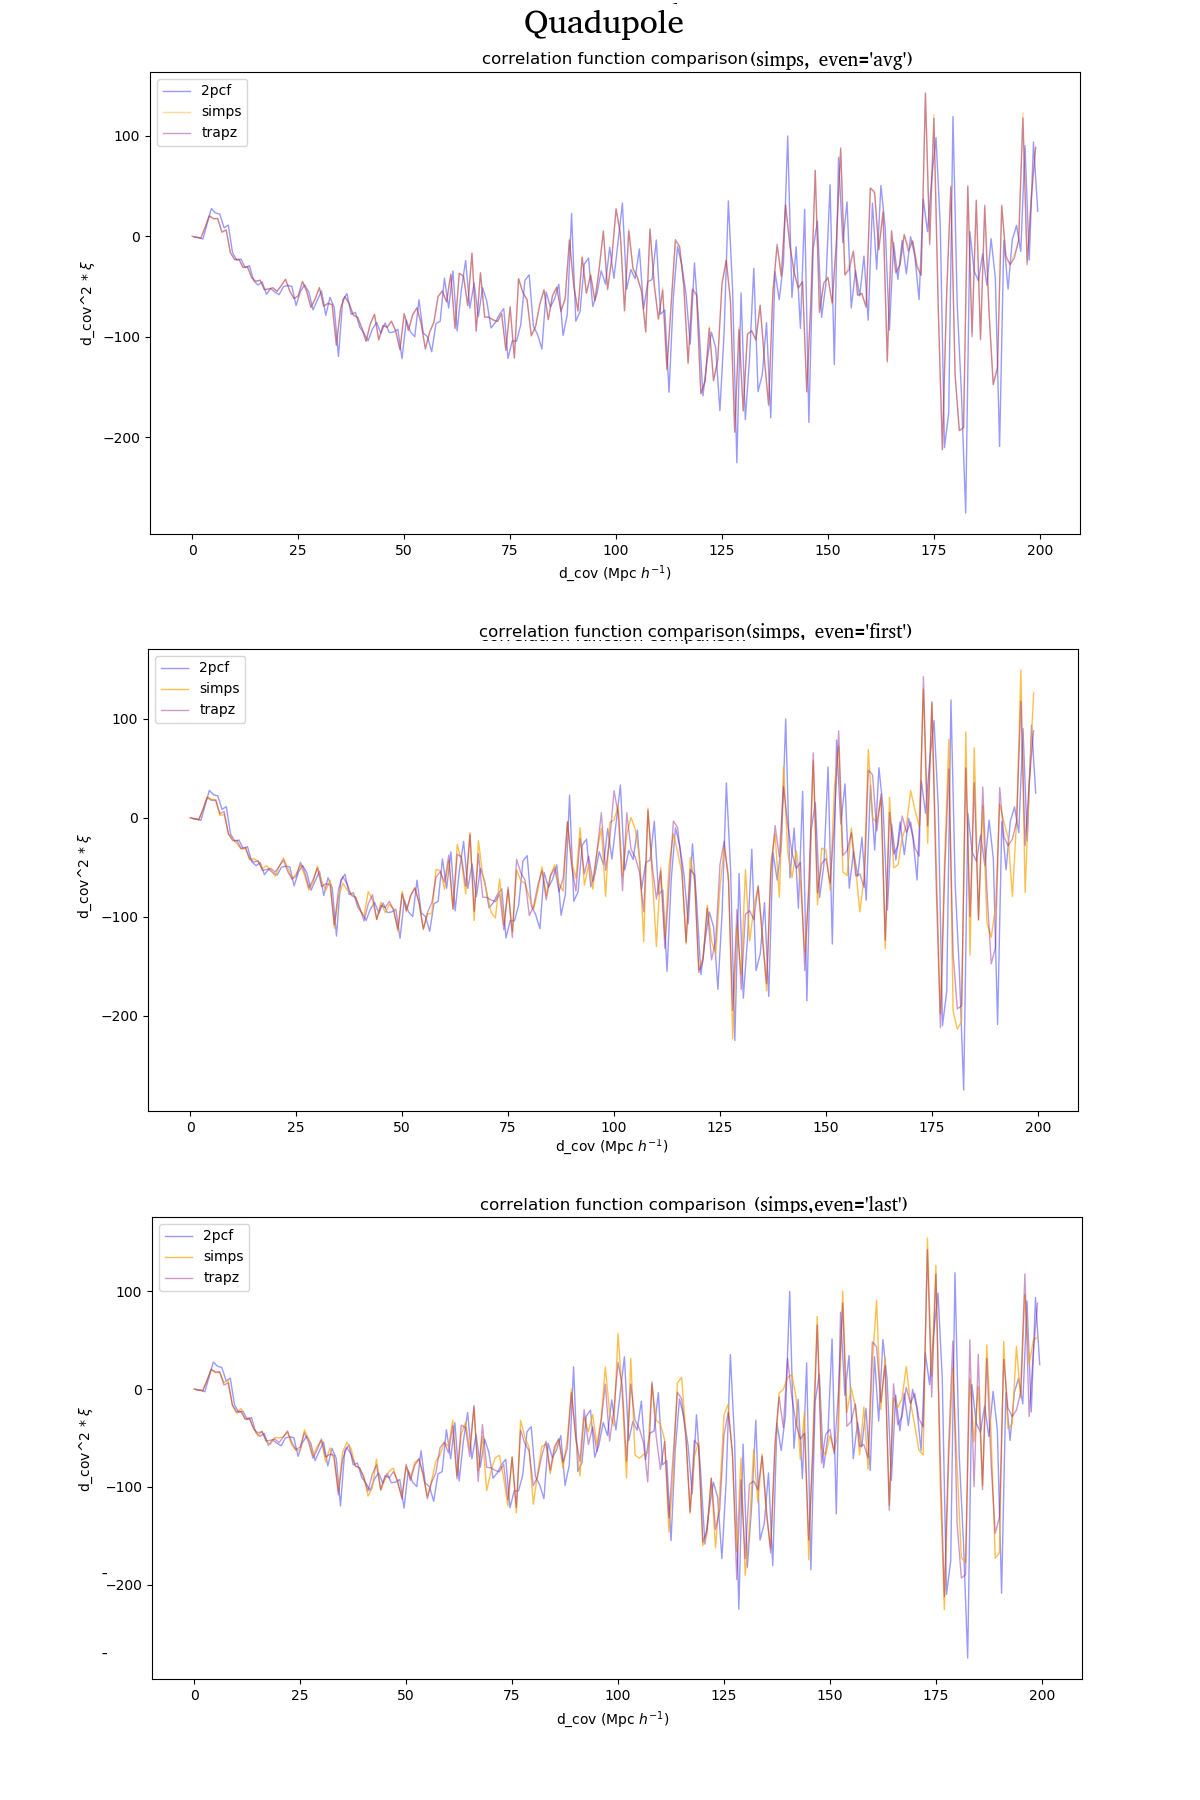 Quadupole
correlation function comparison(simps, even='avg')
2pcf
simps
trapz
100
0
−100
−200
d_cov^2 * ξ
0 25 50 75 100 125 150 175 200
d_cov (Mpc h⁻¹)
correlation function comparison(simps, even='first')
2pcf
simps
trapz
100
0
−100
−200
d_cov^2 * ξ
0 25 50 75 100 125 150 175 200
d_cov (Mpc h⁻¹)
correlation function comparison (simps,even='last')
2pcf
simps
trapz
100
0
−100
−200
d_cov^2 * ξ
0 25 50 75 100 125 150 175 200
d_cov (Mpc h⁻¹)